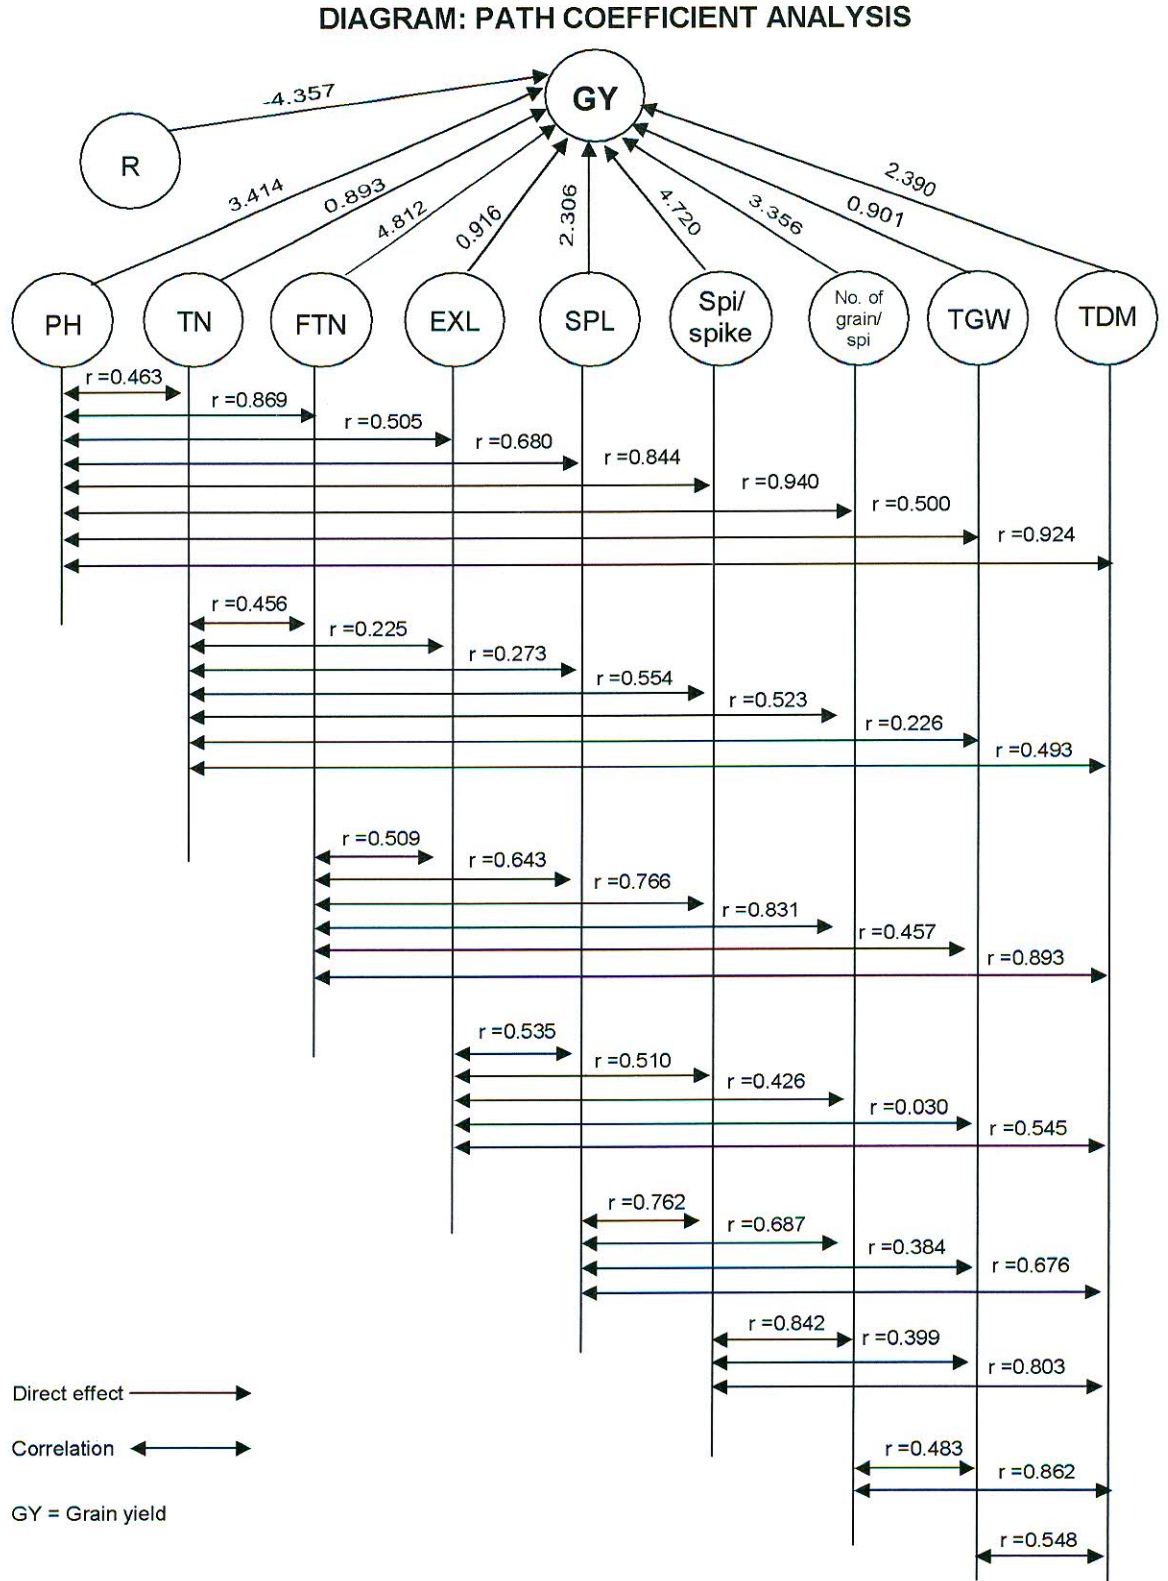 DIAGRAM: PATH COEFFICIENT ANALYSIS
GY
R
-4.357
3.414
0.893
4.812
0.916
2.306
4.720
3.356
0.901
2.390
PH
TN
FTN
EXL
SPL
Spi/
spike
No. of
grain/
spi
TGW
TDM
r =0.463
r =0.869
r =0.505
r =0.680
r =0.844
r =0.940
r =0.500
r =0.924
r =0.456
r =0.225
r =0.273
r =0.554
r =0.523
r =0.226
r =0.493
r =0.509
r =0.643
r =0.766
r =0.831
r =0.457
r =0.893
r =0.535
r =0.510
r =0.426
r =0.030
r =0.545
r =0.762
r =0.687
r =0.384
r =0.676
r =0.842
r =0.399
r =0.803
r =0.483
r =0.862
r =0.548
Direct effect
Correlation
GY = Grain yield